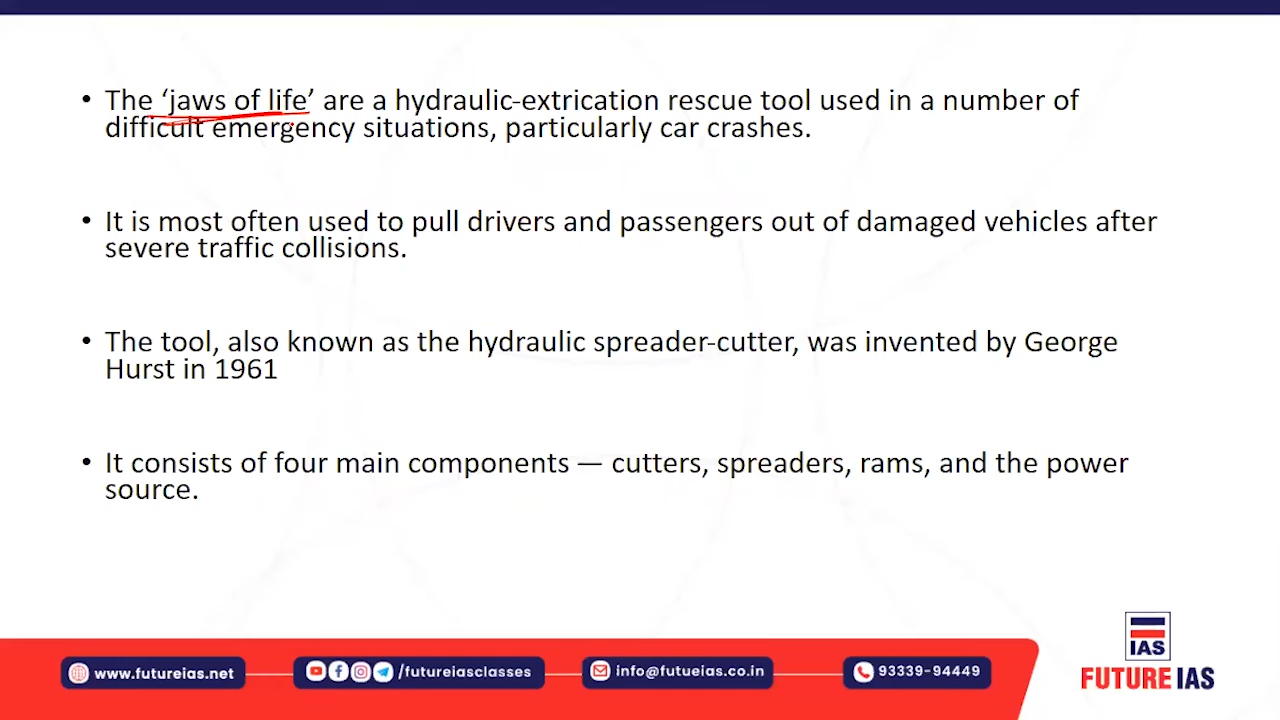 • The ‘jaws of life’ are a hydraulic-extrication rescue tool used in a number of
difficult emergency situations, particularly car crashes.
• It is most often used to pull drivers and passengers out of damaged vehicles after
severe traffic collisions.
• The tool, also known as the hydraulic spreader-cutter, was invented by George
Hurst in 1961
• It consists of four main components — cutters, spreaders, rams, and the power
source.
IAS
FUTURE IAS
www.futureias.net
/futureiasclasses
info@futueias.co.in
93339-94449